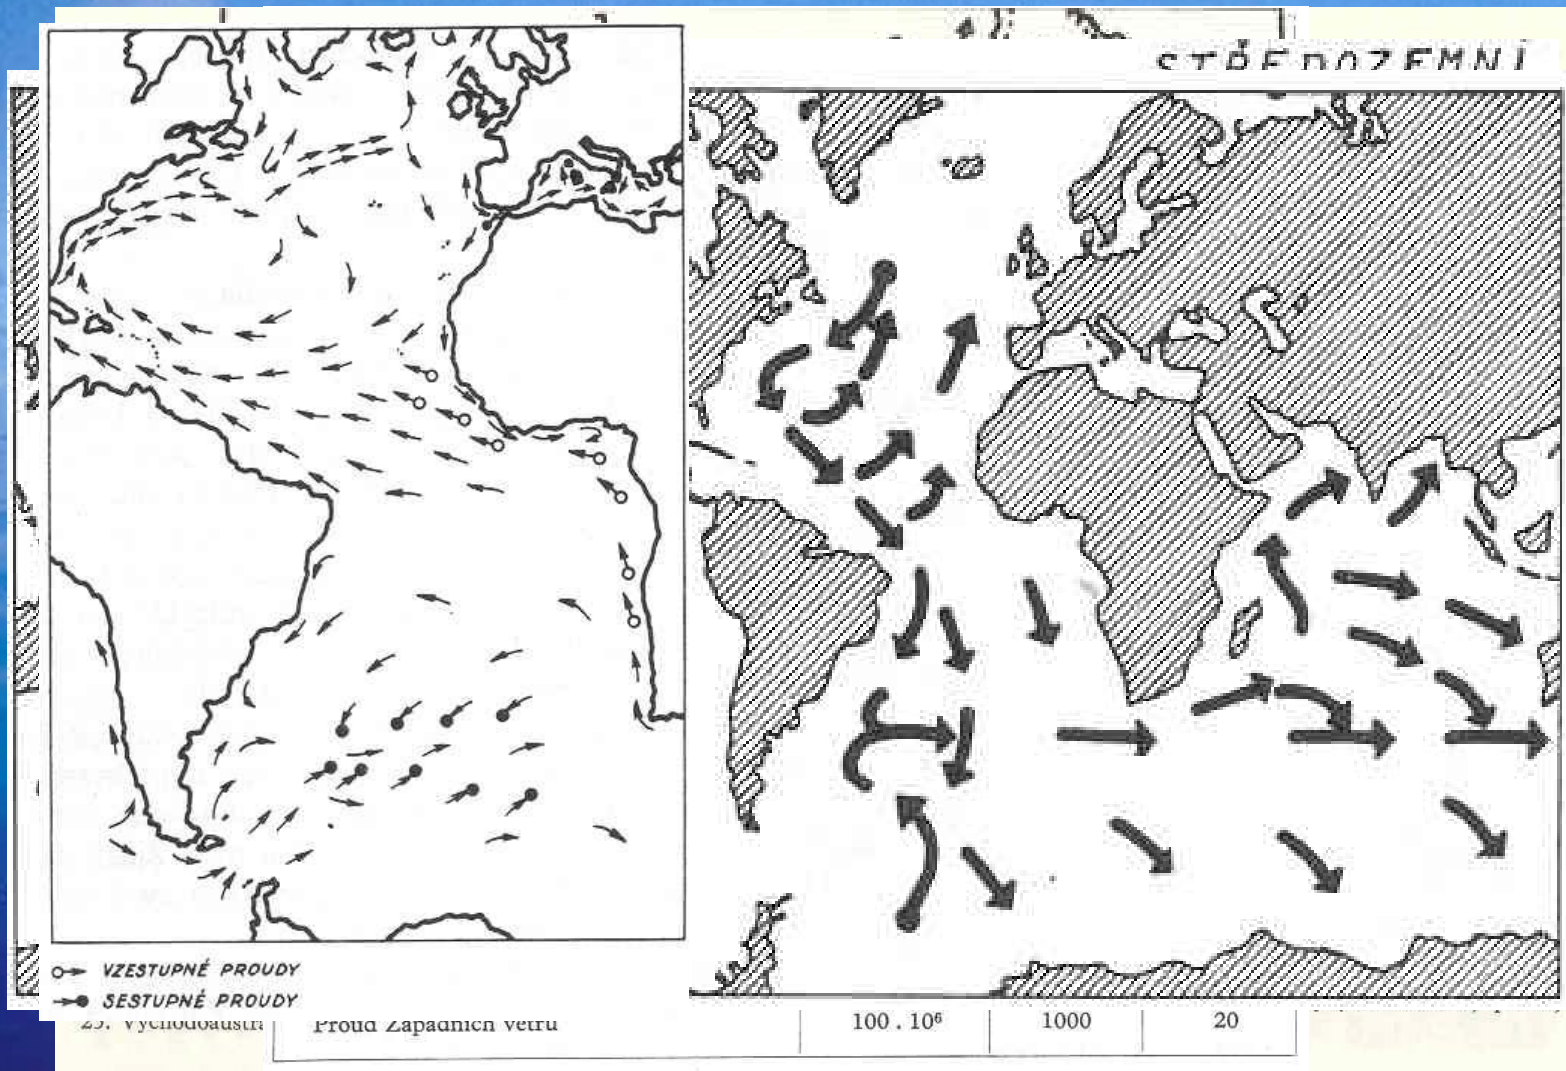 STŘEDOZEMNÍ
VZESTUPNÉ PROUDY
SESTUPNÉ PROUDY
Proud Západních větrů 100.10⁶ 1000 20